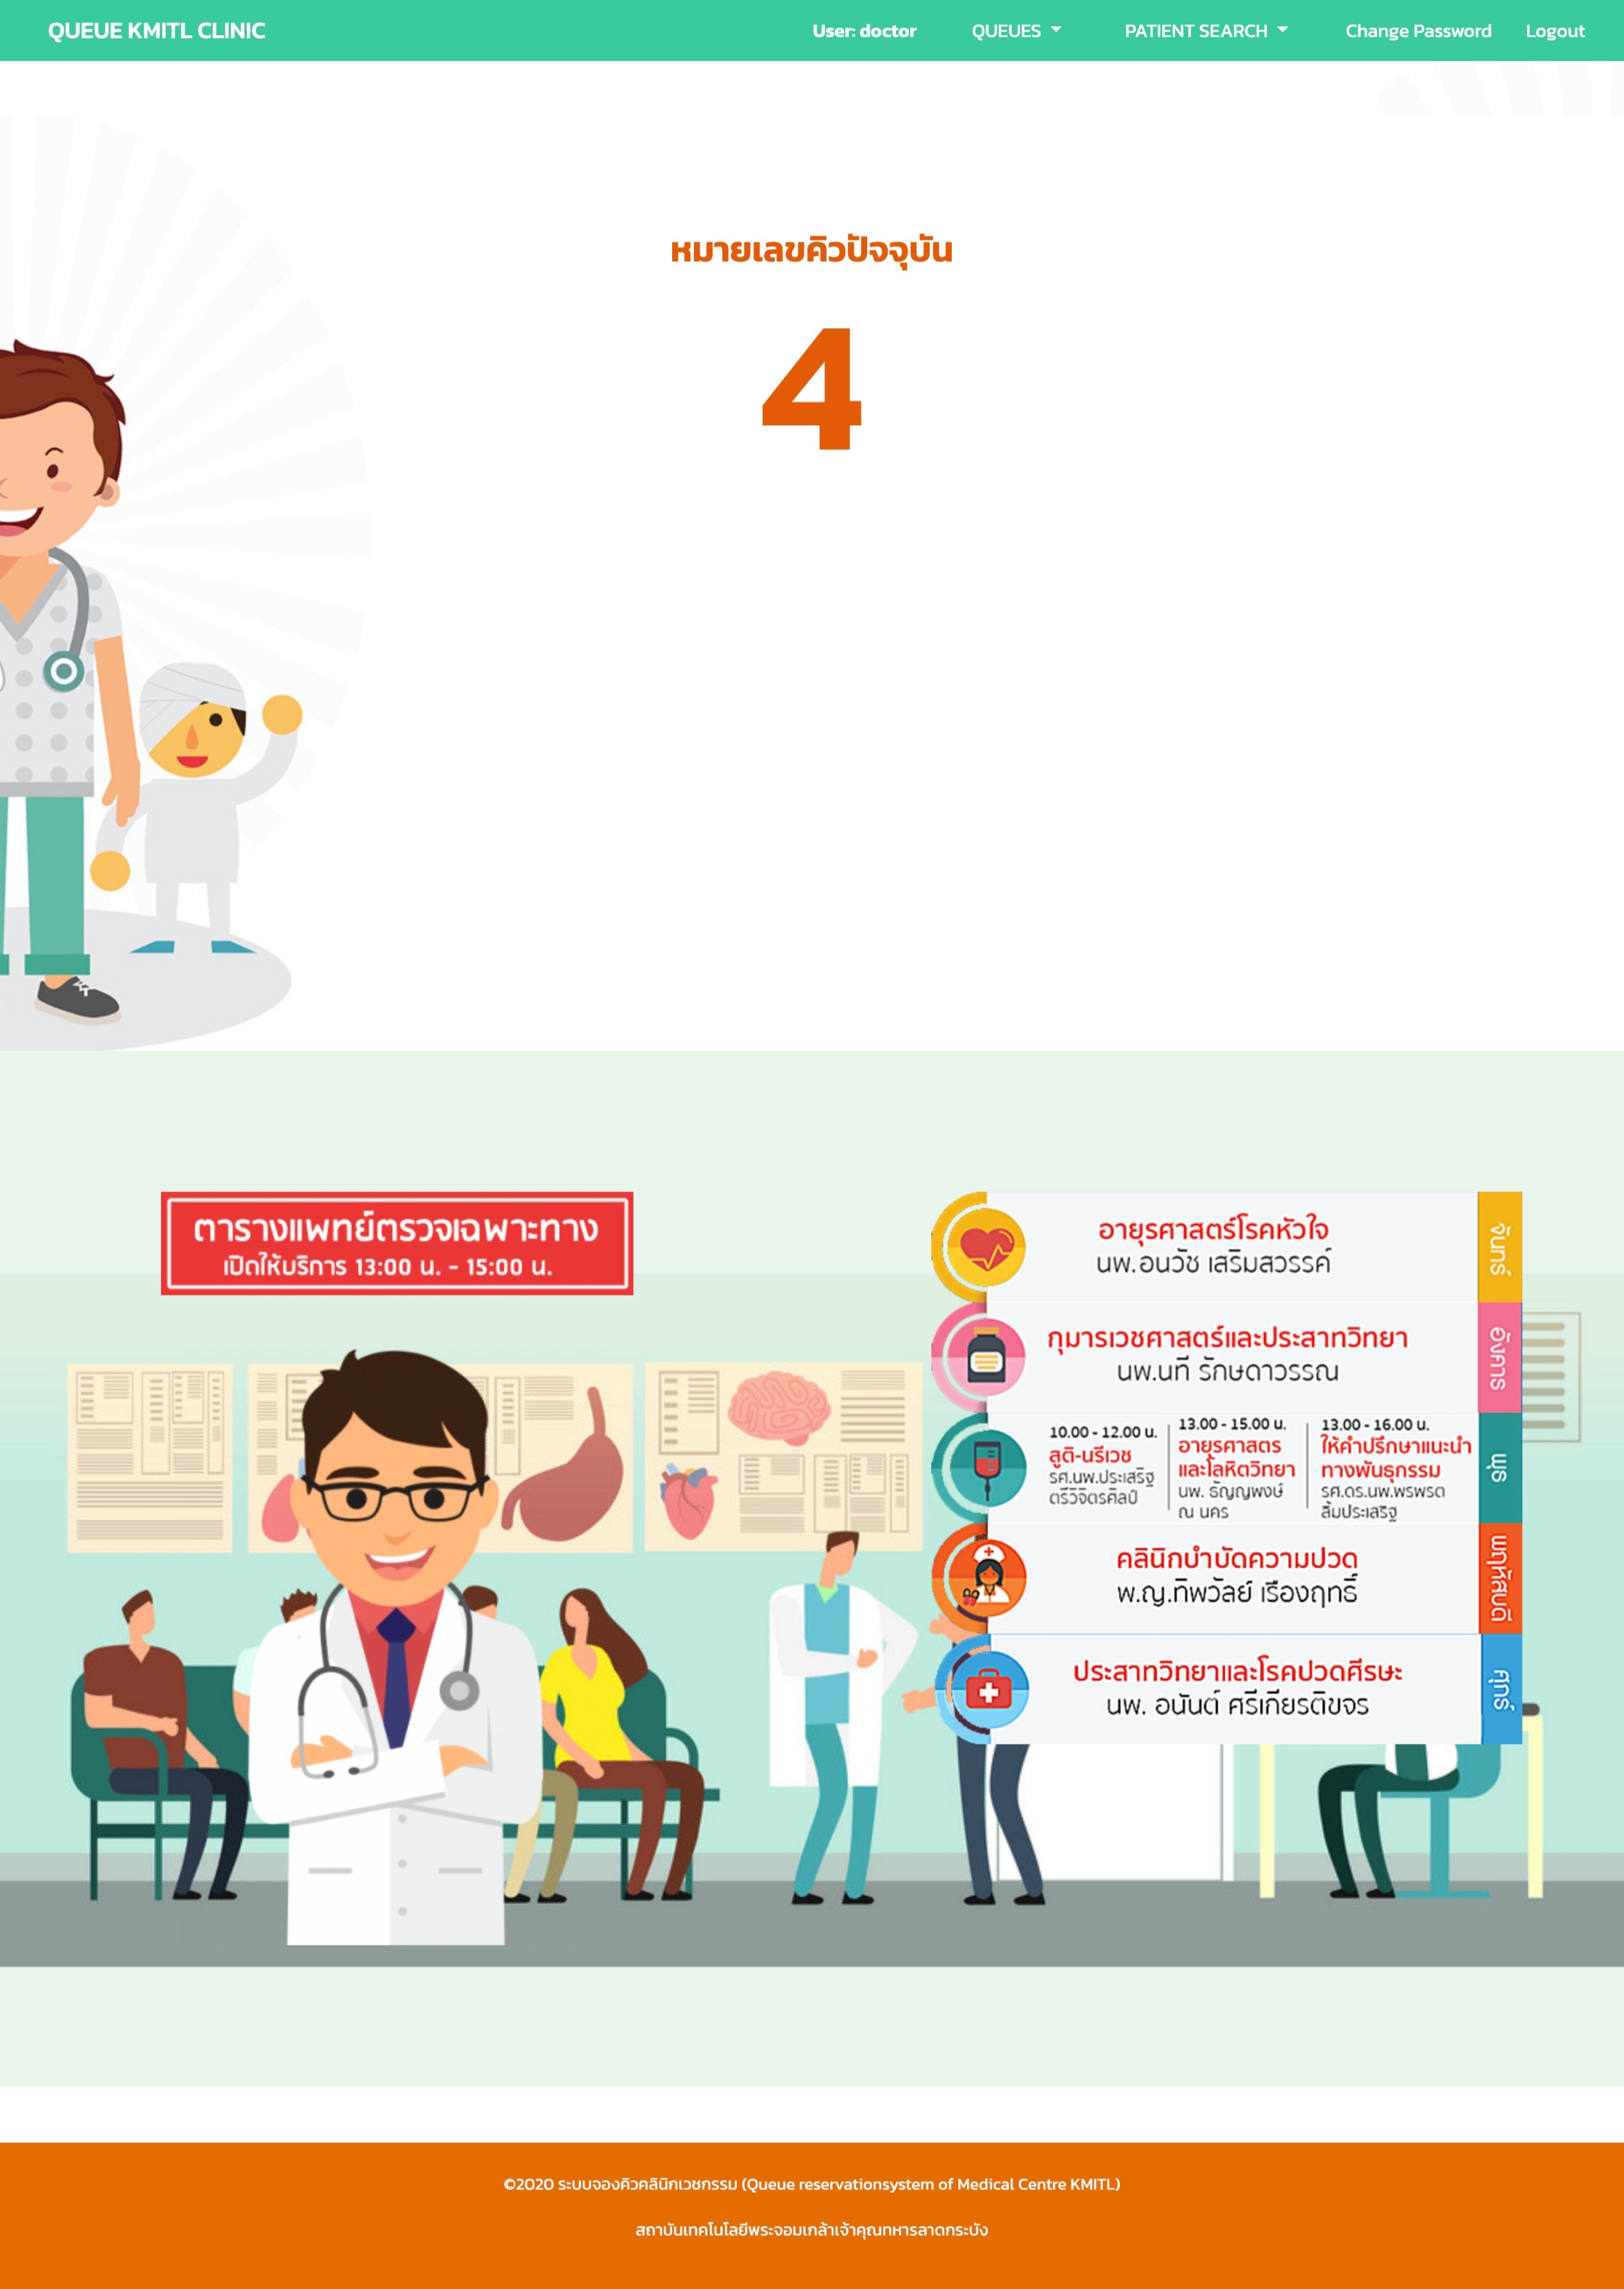 QUEUE KMITL CLINIC
User: doctor
QUEUES
PATIENT SEARCH
Change Password
Logout
หมายเลขคิวปัจจุบัน
4
ตารางแพทย์ตรวจเฉพาะทาง
เปิดให้บริการ 13:00 น. - 15:00 น.
อายุรศาสตร์โรคหัวใจ
นพ.อนวัช เสริมสวรรค์
จันทร์
กุมารเวชศาสตร์และประสาทวิทยา
นพ.นที รักษดาวรรณ
อังคาร
10.00 - 12.00 น.
สูติ-นรีเวช
รศ.นพ.ประเสริฐ
ตรีวิจิตรศิลป์
13.00 - 15.00 น.
อายุรศาสตร
และโลหิตวิทยา
นพ. ธัญญพงษ์
ณ นคร
13.00 - 16.00 น.
ให้คำปรึกษาแนะนำ
ทางพันธุกรรม
รศ.ดร.นพ.พรพรต
ลิ้มประเสริฐ
พุธ
คลินิกบำบัดความปวด
พ.ญ.ทิพวัลย์ เรืองฤทธิ์
พฤหัสบดี
ประสาทวิทยาและโรคปวดศีรษะ
นพ. อนันต์ ศรีเกียรติขจร
ศุกร์
©2020 ระบบจองคิวคลินิกเวชกรรม (Queue reservationsystem of Medical Centre KMITL)
สถาบันเทคโนโลยีพระจอมเกล้าเจ้าคุณทหารลาดกระบัง